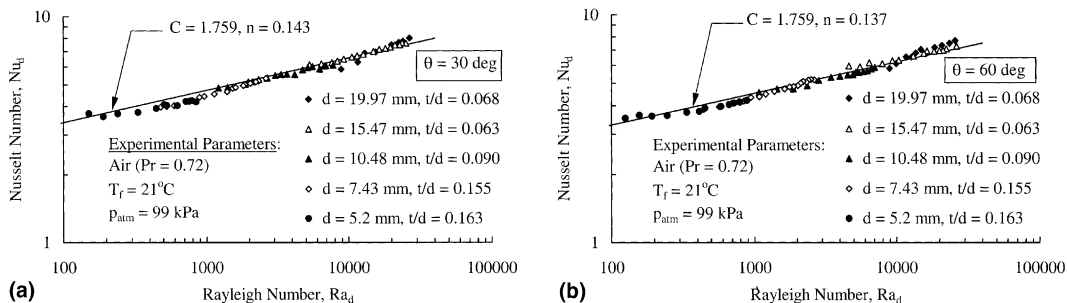 10
C = 1.759, n = 0.143
θ = 30 deg
Nusselt Number, Nu_d
d = 19.97 mm, t/d = 0.068
d = 15.47 mm, t/d = 0.063
d = 10.48 mm, t/d = 0.090
d = 7.43 mm, t/d = 0.155
d = 5.2 mm, t/d = 0.163
Experimental Parameters:
Air (Pr = 0.72)
T_f = 21°C
p_atm = 99 kPa
1
100 1000 10000 100000
(a)
Rayleigh Number, Ra_d
10
C = 1.759, n = 0.137
θ = 60 deg
Nusselt Number, Nu_d
d = 19.97 mm, t/d = 0.068
d = 15.47 mm, t/d = 0.063
d = 10.48 mm, t/d = 0.090
d = 7.43 mm, t/d = 0.155
d = 5.2 mm, t/d = 0.163
Experimental Parameters:
Air (Pr = 0.72)
T_f = 21°C
p_atm = 99 kPa
1
100 1000 10000 100000
(b)
Rayleigh Number, Ra_d